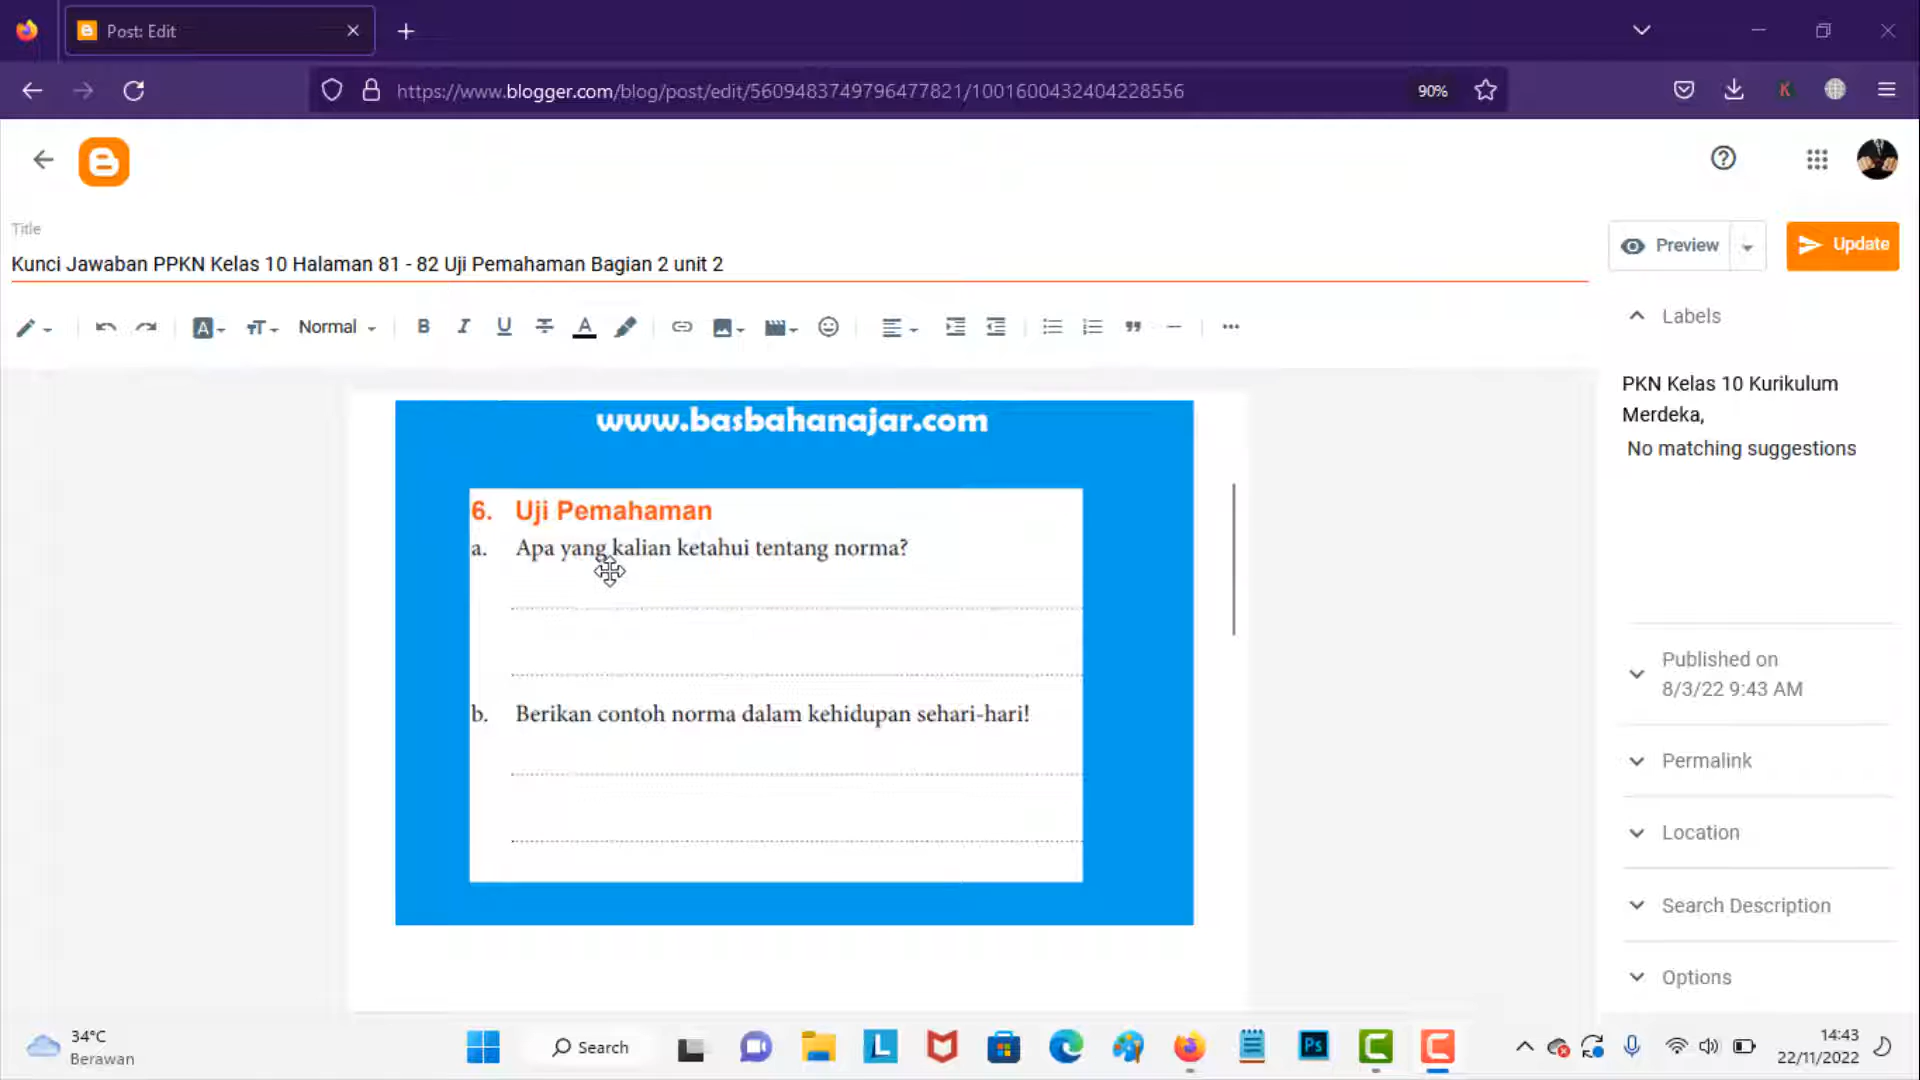 Post: Edit
https://www.blogger.com/blog/post/edit/5609483749796477821/1001600432404228556
90%
K
Title
Kunci Jawaban PPKN Kelas 10 Halaman 81 - 82 Uji Pemahaman Bagian 2 unit 2
Preview
Update
Normal
B I U A
Labels
PKN Kelas 10 Kurikulum
Merdeka,
No matching suggestions
www.basbahanajar.com
6. Uji Pemahaman
a. Apa yang kalian ketahui tentang norma?
b. Berikan contoh norma dalam kehidupan sehari-hari!
Published on
8/3/22 9:43 AM
Permalink
Location
Search Description
Options
34°C
Berawan
Search
L
Ps
14:43
22/11/2022